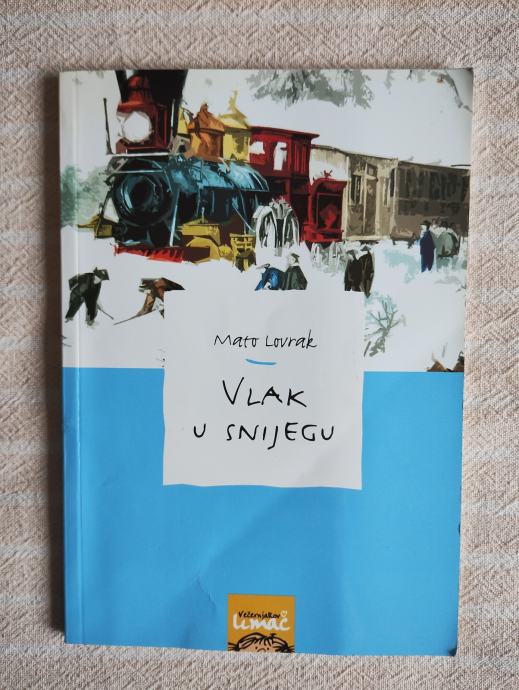 Mato Lovrak
VLAK
U SNIJEGU
Večernjakov
Limač